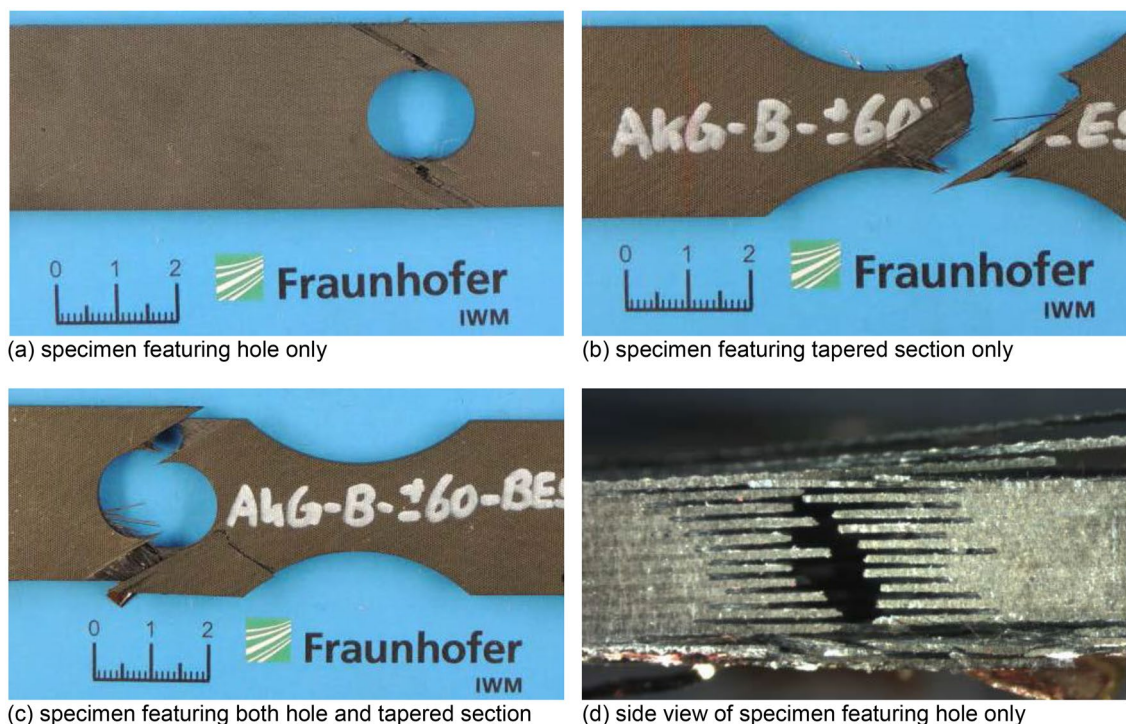 0 1 2
Fraunhofer
IWM
(a) specimen featuring hole only
AKG-B-±60° -ES
0 1 2
Fraunhofer
IWM
(b) specimen featuring tapered section only
AKG-B-±60-BES
0 1 2
Fraunhofer
IWM
(c) specimen featuring both hole and tapered section
(d) side view of specimen featuring hole only